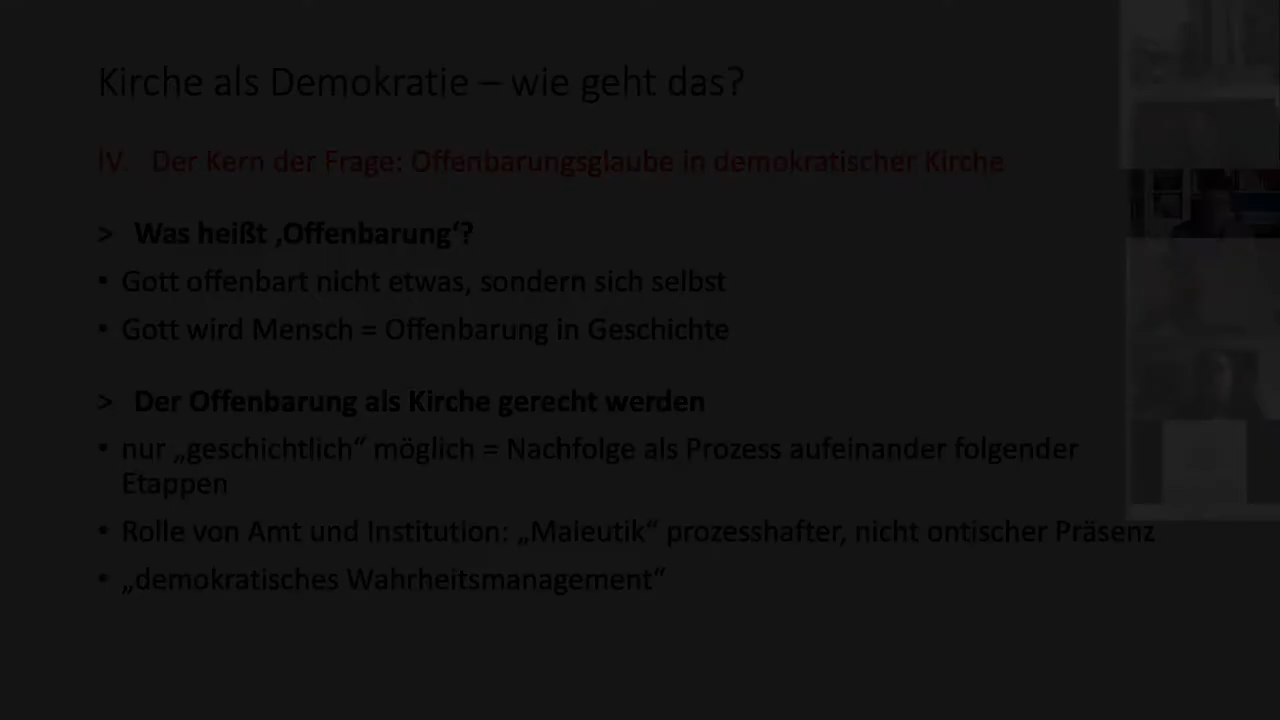 Kirche als Demokratie – wie geht das?
IV. Der Kern der Frage: Offenbarungsglaube in demokratischer Kirche
> Was heißt ‚Offenbarung‘?
• Gott offenbart nicht etwas, sondern sich selbst
• Gott wird Mensch = Offenbarung in Geschichte
> Der Offenbarung als Kirche gerecht werden
• nur „geschichtlich“ möglich = Nachfolge als Prozess aufeinander folgender
Etappen
• Rolle von Amt und Institution: „Maieutik“ prozesshafter, nicht ontischer Präsenz
• „demokratisches Wahrheitsmanagement“